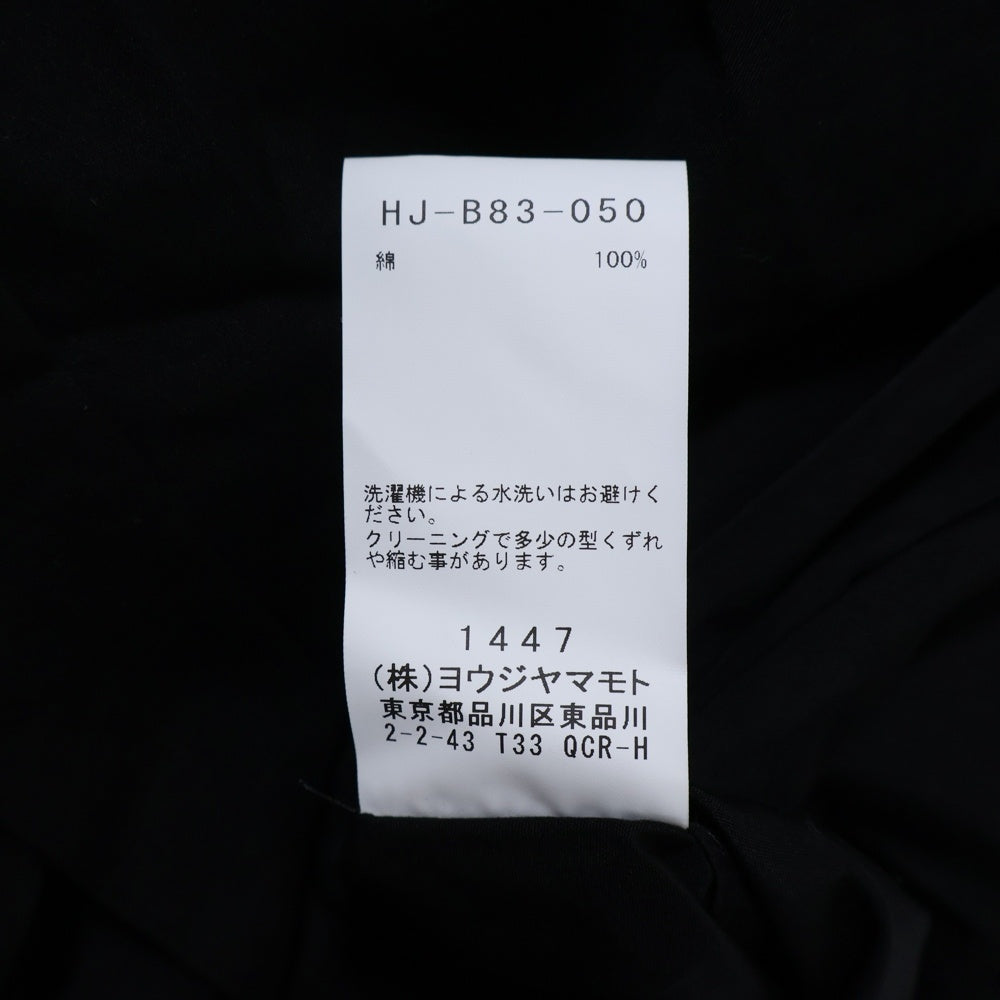 HJ-B83-050
綿 100%
洗濯機による水洗いはお避けく
ださい。
クリーニングで多少の型くずれ
や縮む事があります。
1447
(株)ヨウジヤマモト
東京都品川区東品川
2-2-43 T33 QCR-H